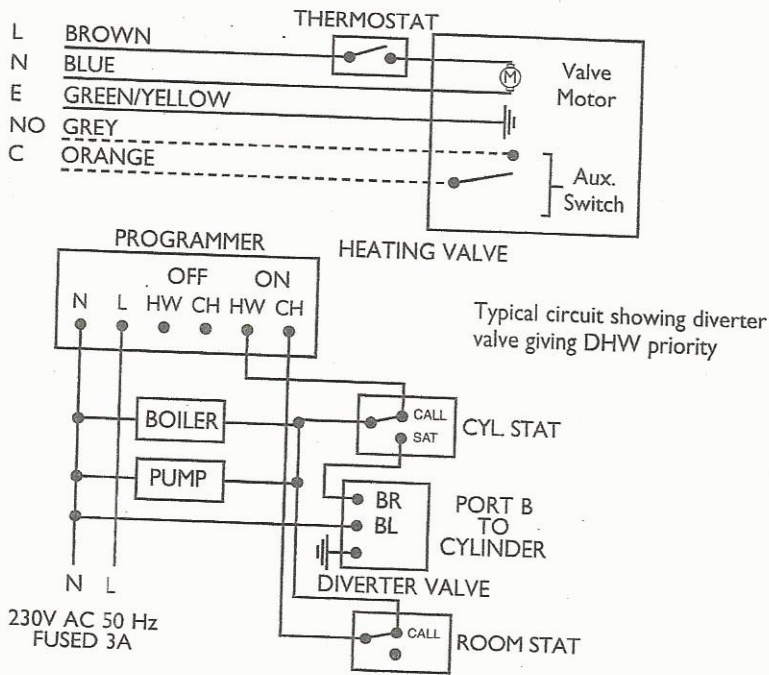 THERMOSTAT
L BROWN
N BLUE
E GREEN/YELLOW
NO GREY
C ORANGE
M
Valve
Motor
Aux.
Switch
HEATING VALVE
PROGRAMMER
OFF ON
N L HW CH HW CH
Typical circuit showing diverter
valve giving DHW priority
BOILER
PUMP
CALL
SAT
CYL. STAT
BR
BL
PORT B
TO
CYLINDER
DIVERTER VALVE
N L
230V AC 50 Hz
FUSED 3A
CALL
ROOM STAT